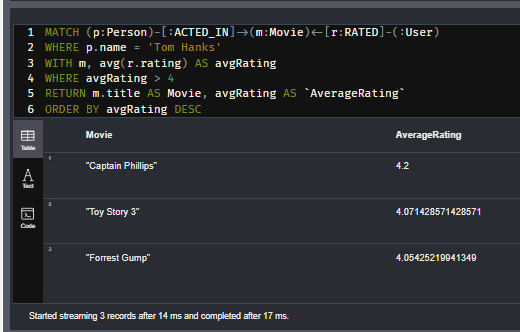 1 MATCH (p:Person)-[:ACTED_IN]→(m:Movie)←[r:RATED]-(:User)
2 WHERE p.name = 'Tom Hanks'
3 WITH m, avg(r.rating) AS avgRating
4 WHERE avgRating > 4
5 RETURN m.title AS Movie, avgRating AS `AverageRating`
6 ORDER BY avgRating DESC
Table
Text
Code
Movie AverageRating
1 "Captain Phillips" 4.2
2 "Toy Story 3" 4.071428571428571
3 "Forrest Gump" 4.05425219941349
Started streaming 3 records after 14 ms and completed after 17 ms.